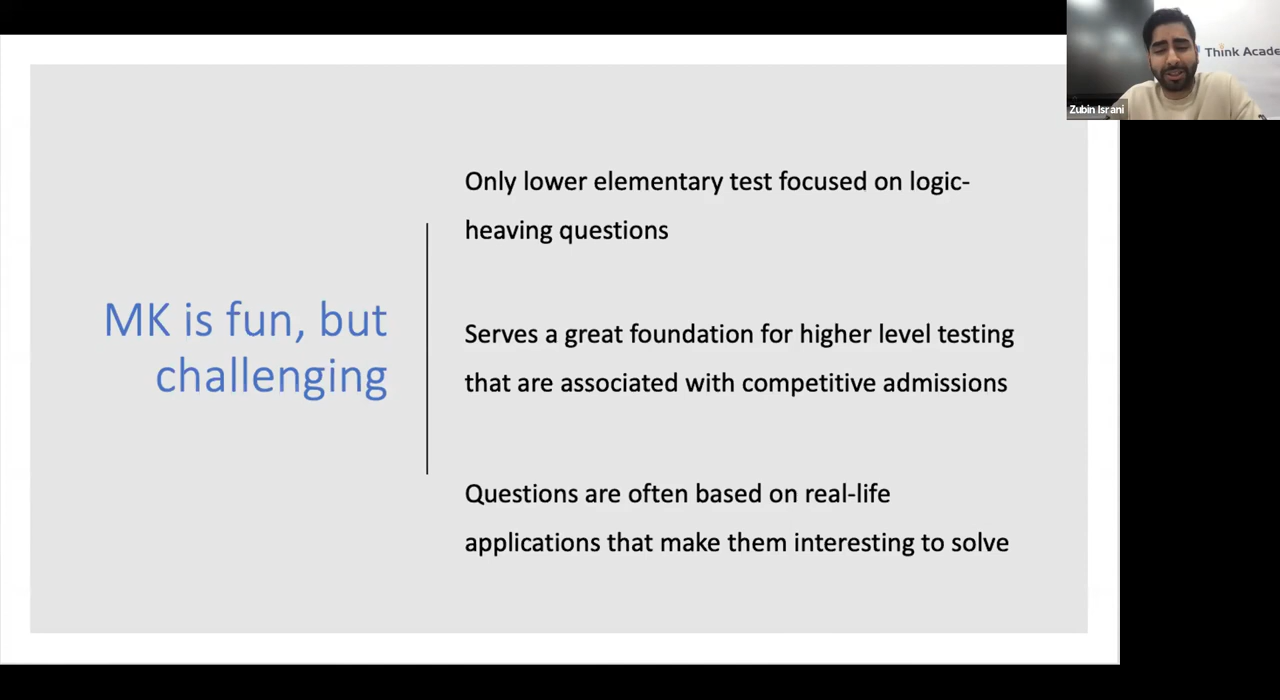 Think Acade
Zubin Israni
Only lower elementary test focused on logic-
heaving questions
MK is fun, but
challenging
Serves a great foundation for higher level testing
that are associated with competitive admissions
Questions are often based on real-life
applications that make them interesting to solve